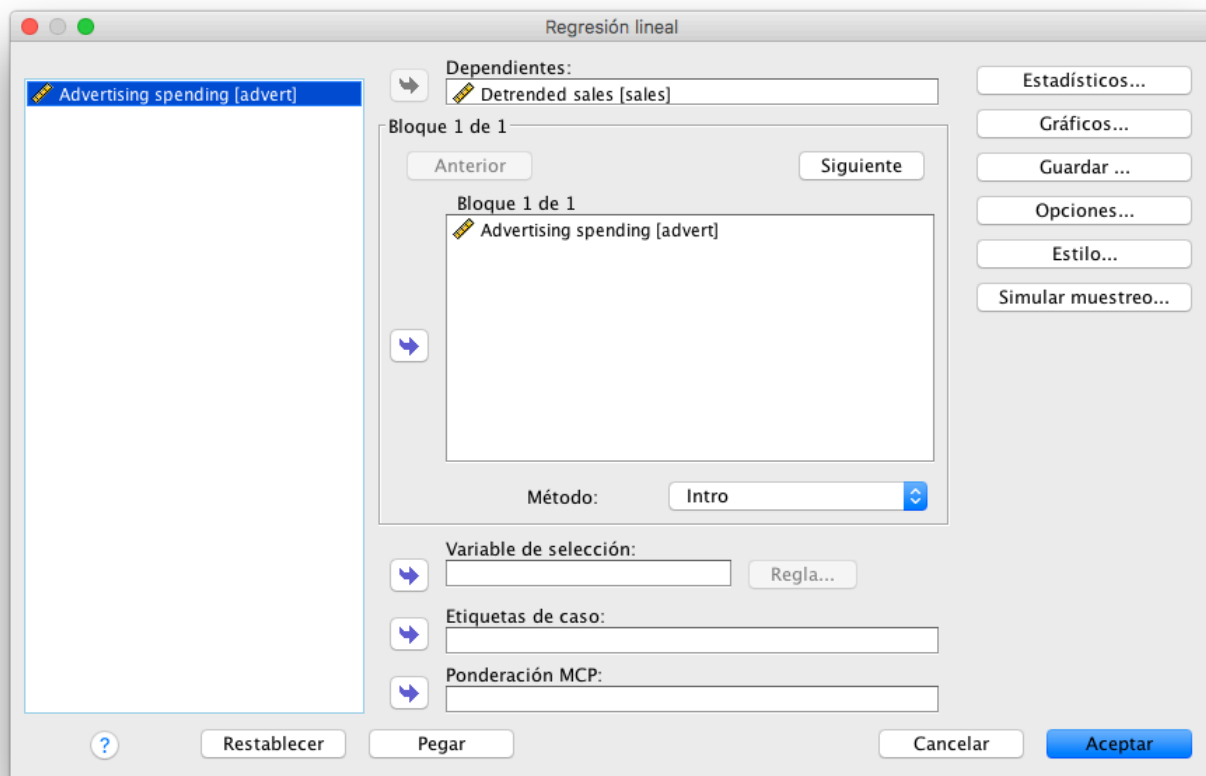 Regresión lineal
Advertising spending [advert]
Dependientes:
Detrended sales [sales]
Bloque 1 de 1
Anterior
Siguiente
Bloque 1 de 1
Advertising spending [advert]
Método:
Intro
Variable de selección:
Regla...
Etiquetas de caso:
Ponderación MCP:
Estadísticos...
Gráficos...
Guardar ...
Opciones...
Estilo...
Simular muestreo...
?
Restablecer
Pegar
Cancelar
Aceptar